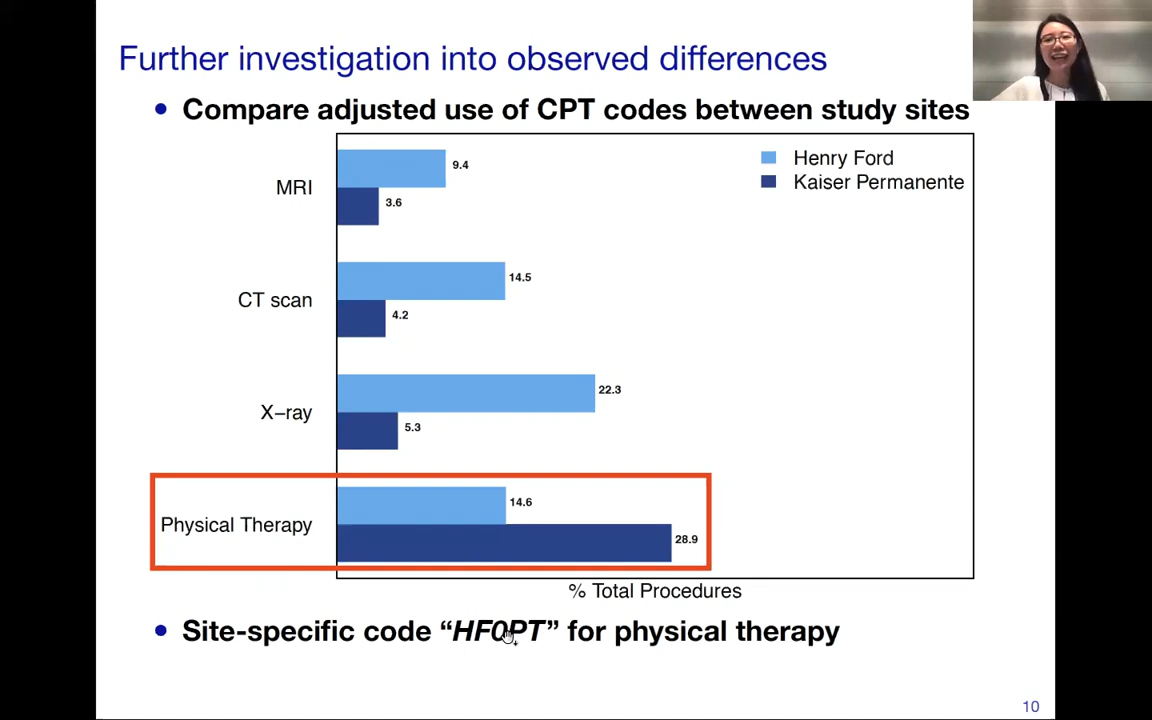 Further investigation into observed differences
• Compare adjusted use of CPT codes between study sites
Henry Ford
Kaiser Permanente
MRI
9.4
3.6
CT scan
14.5
4.2
X−ray
22.3
5.3
Physical Therapy
14.6
28.9
% Total Procedures
• Site-specific code “HF0PT” for physical therapy
10